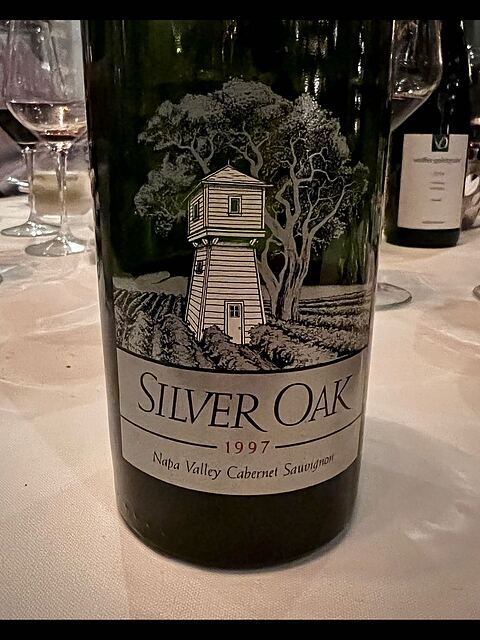 SILVER OAK
1997
Napa Valley Cabernet Sauvignon